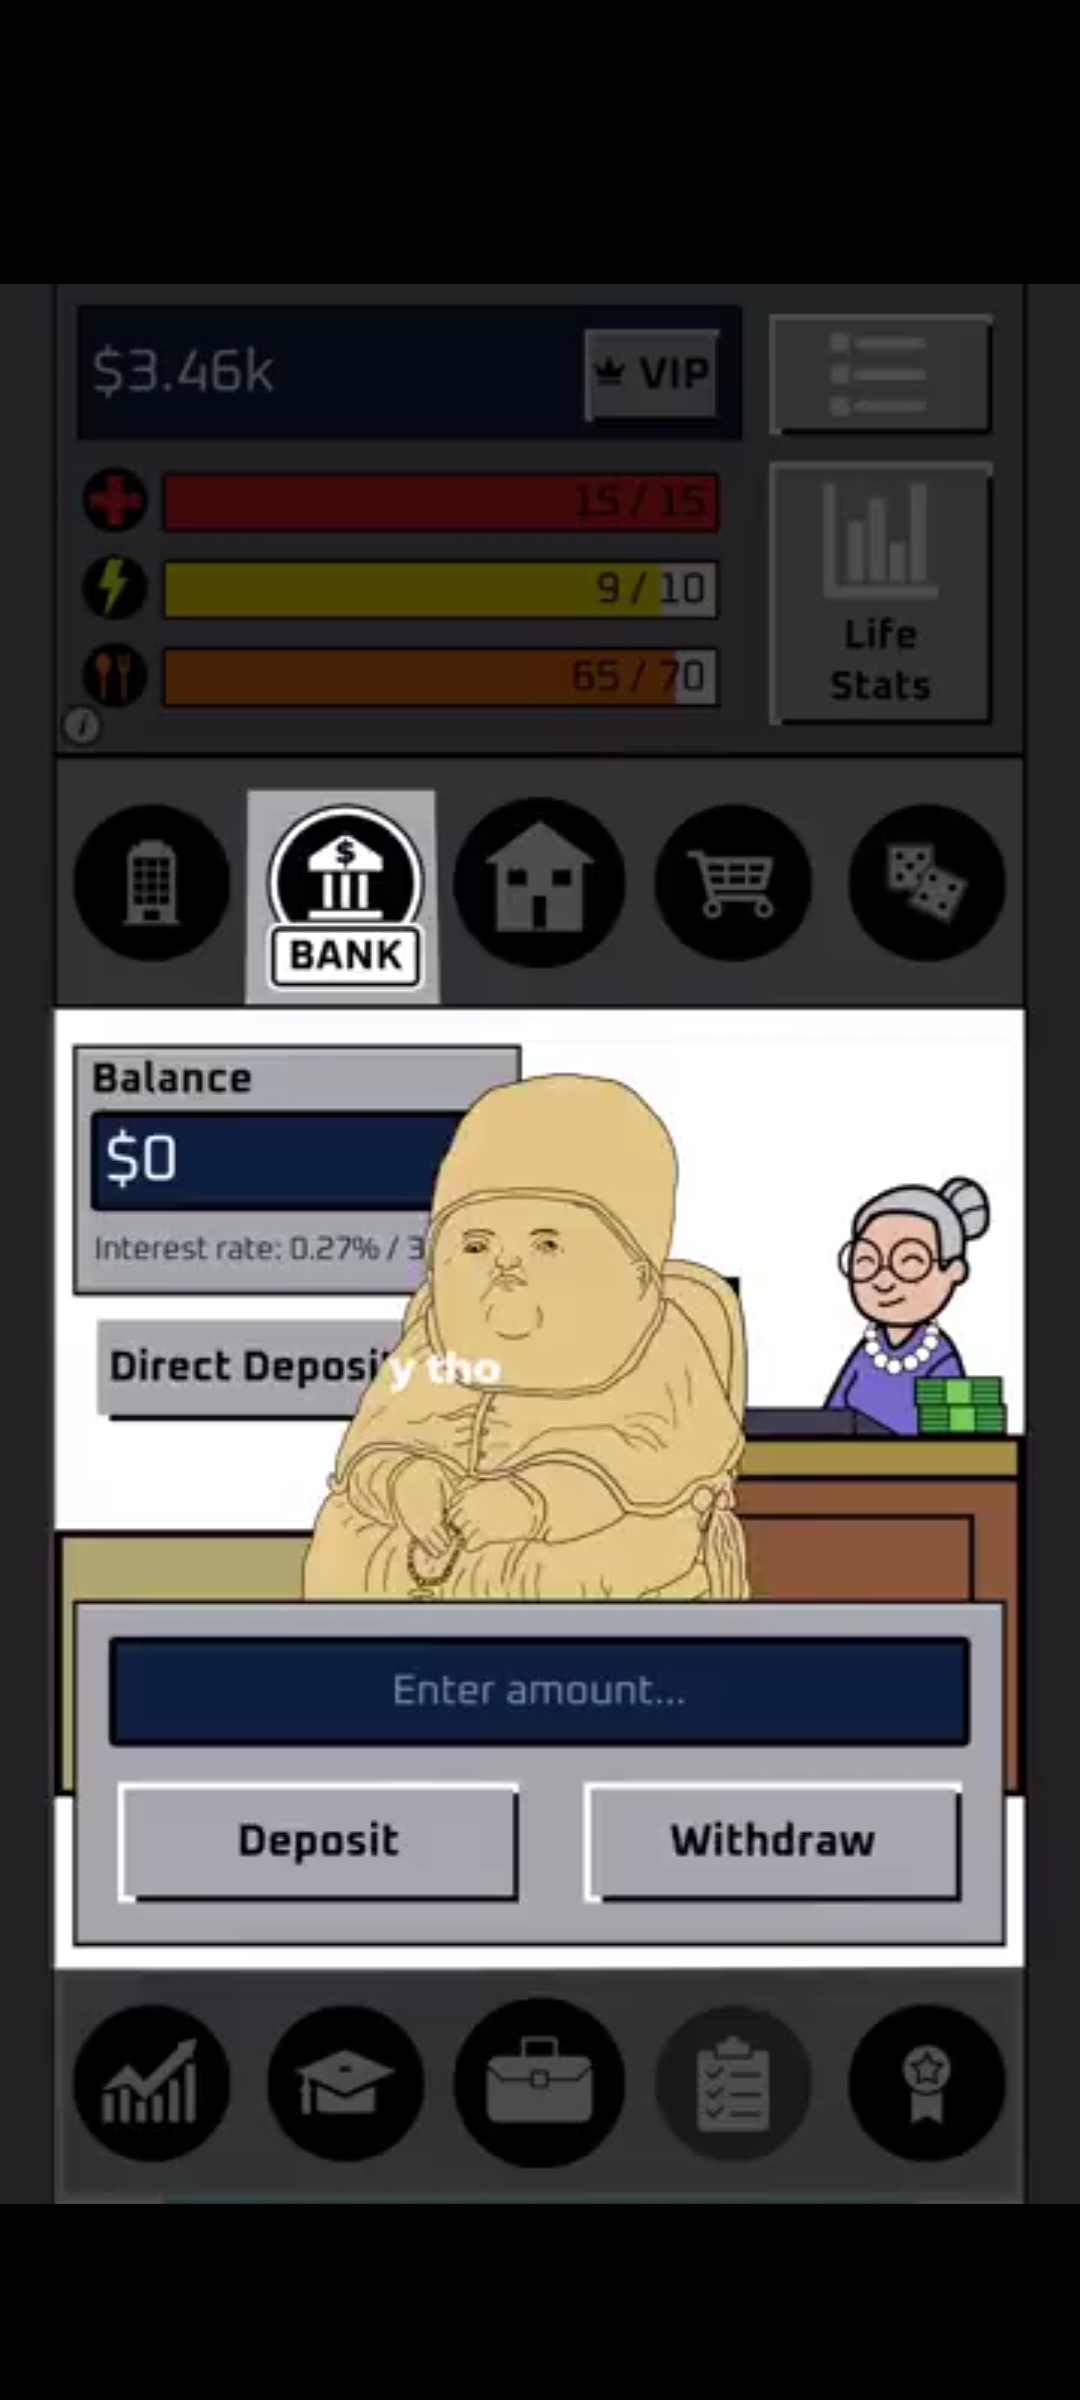 $3.46k
VIP
15 / 15
9 / 10
65 / 70
Life
Stats
i
$
BANK
Balance
$0
Interest rate: 0.27% / 3
Direct Deposit
y tho
Enter amount...
Deposit
Withdraw